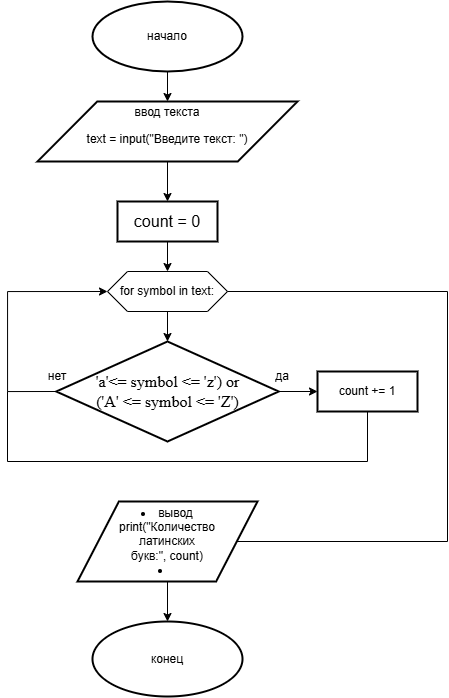 начало
ввод текста
text = input("Введите текст: ")
count = 0
for symbol in text:
нет
'a'<= symbol <= 'z') or
('A' <= symbol <= 'Z')
да
count += 1
• вывод
print("Количество
латинских
букв:", count)
•
конец